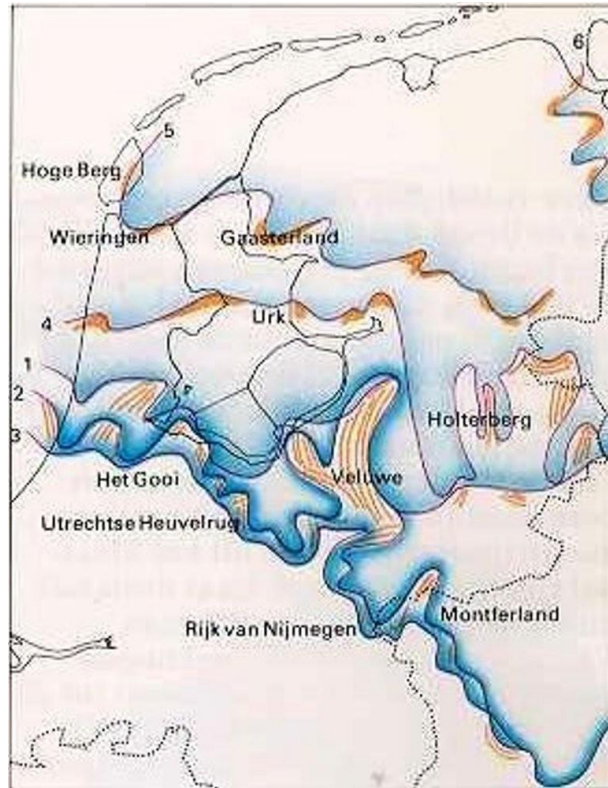 6
5
Hoge Berg
Wieringen
Gaasterland
Urk
4
1
2
Holterberg
3
Het Gooi
Veluwe
Utrechtse Heuvelrug
Montferland
Rijk van Nijmegen